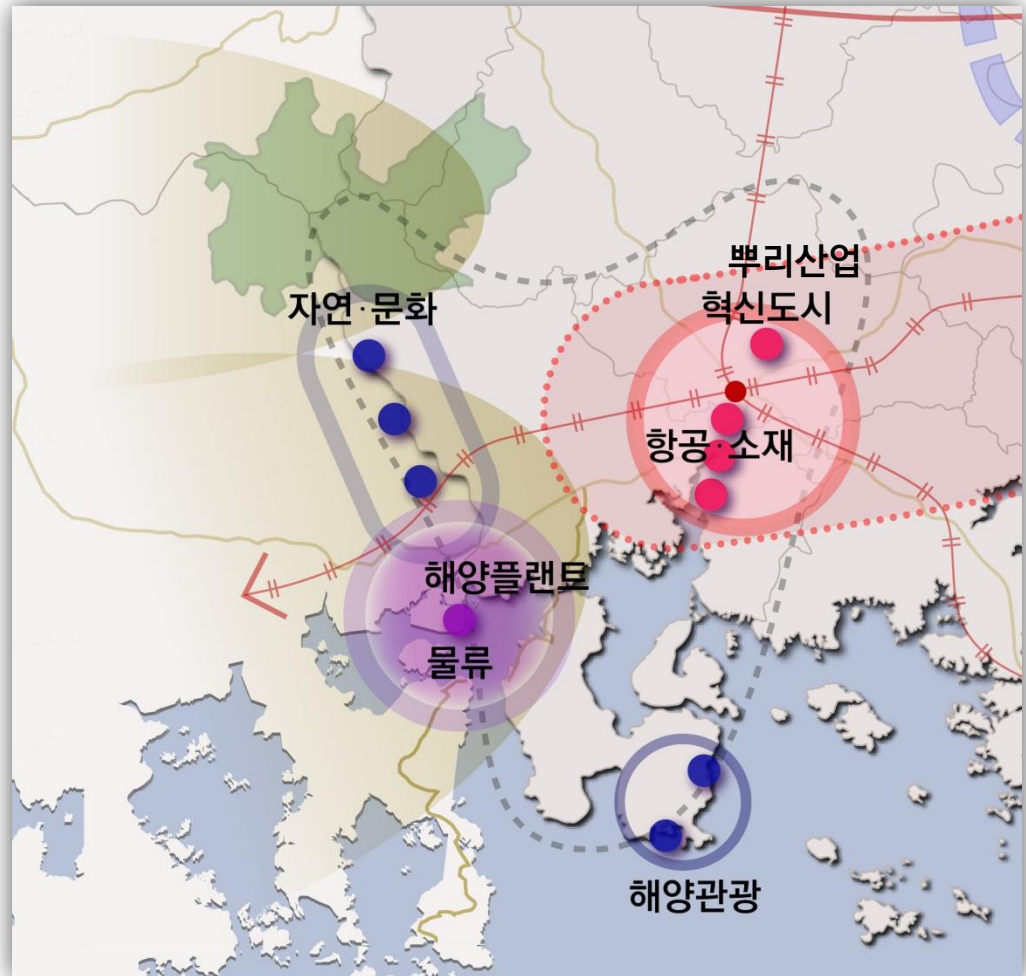 뿌리산업
혁신도시
자연·문화
항공·소재
해양플랜트
물류
해양관광